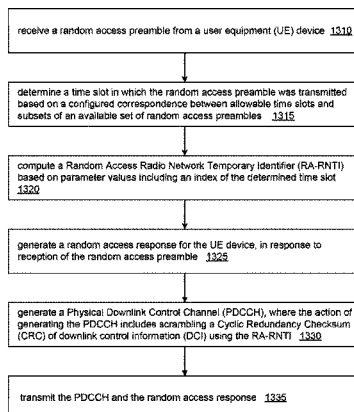 receive a random access preamble from a user equipment (UE) device 1310
determine a time slot in which the random access preamble was transmitted
based on a configured correspondence between allowable time slots and
subsets of an available set of random access preambles 1315
compute a Random Access Radio Network Temporary Identifier (RA-RNTI)
based on parameter values including an index of the determined time slot
1320
generate a random access response for the UE device, in response to
reception of the random access preamble 1325
generate a Physical Downlink Control Channel (PDCCH), where the action of
generating the PDCCH includes scrambling a Cyclic Redundancy Checksum
(CRC) of downlink control information (DCI) using the RA-RNTI 1330
transmit the PDCCH and the random access response 1335